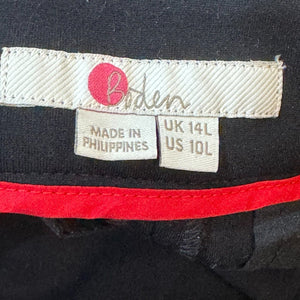 Boden
MADE IN
PHILIPPINES
UK 14L
US 10L